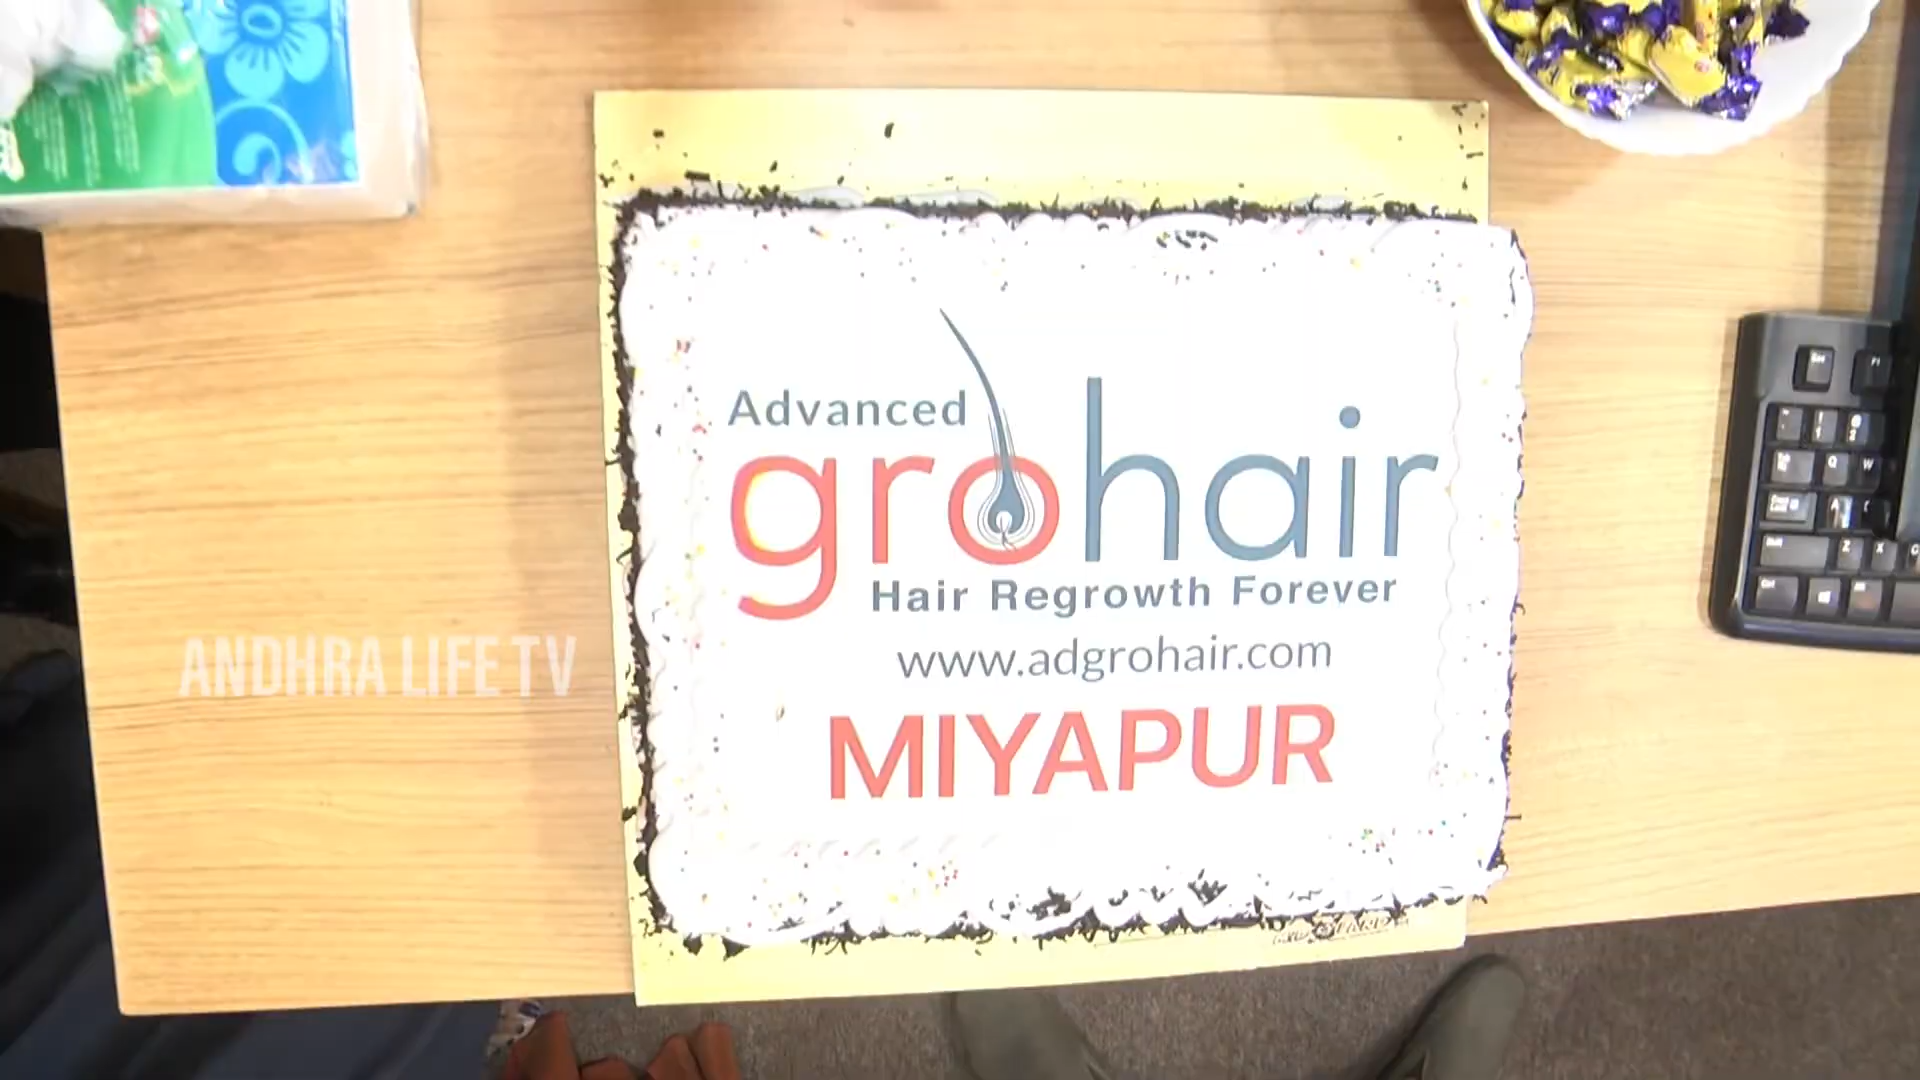 Advanced
grohair
Hair Regrowth Forever
www.adgrohair.com
MIYAPUR
ANDHRA LIFE TV